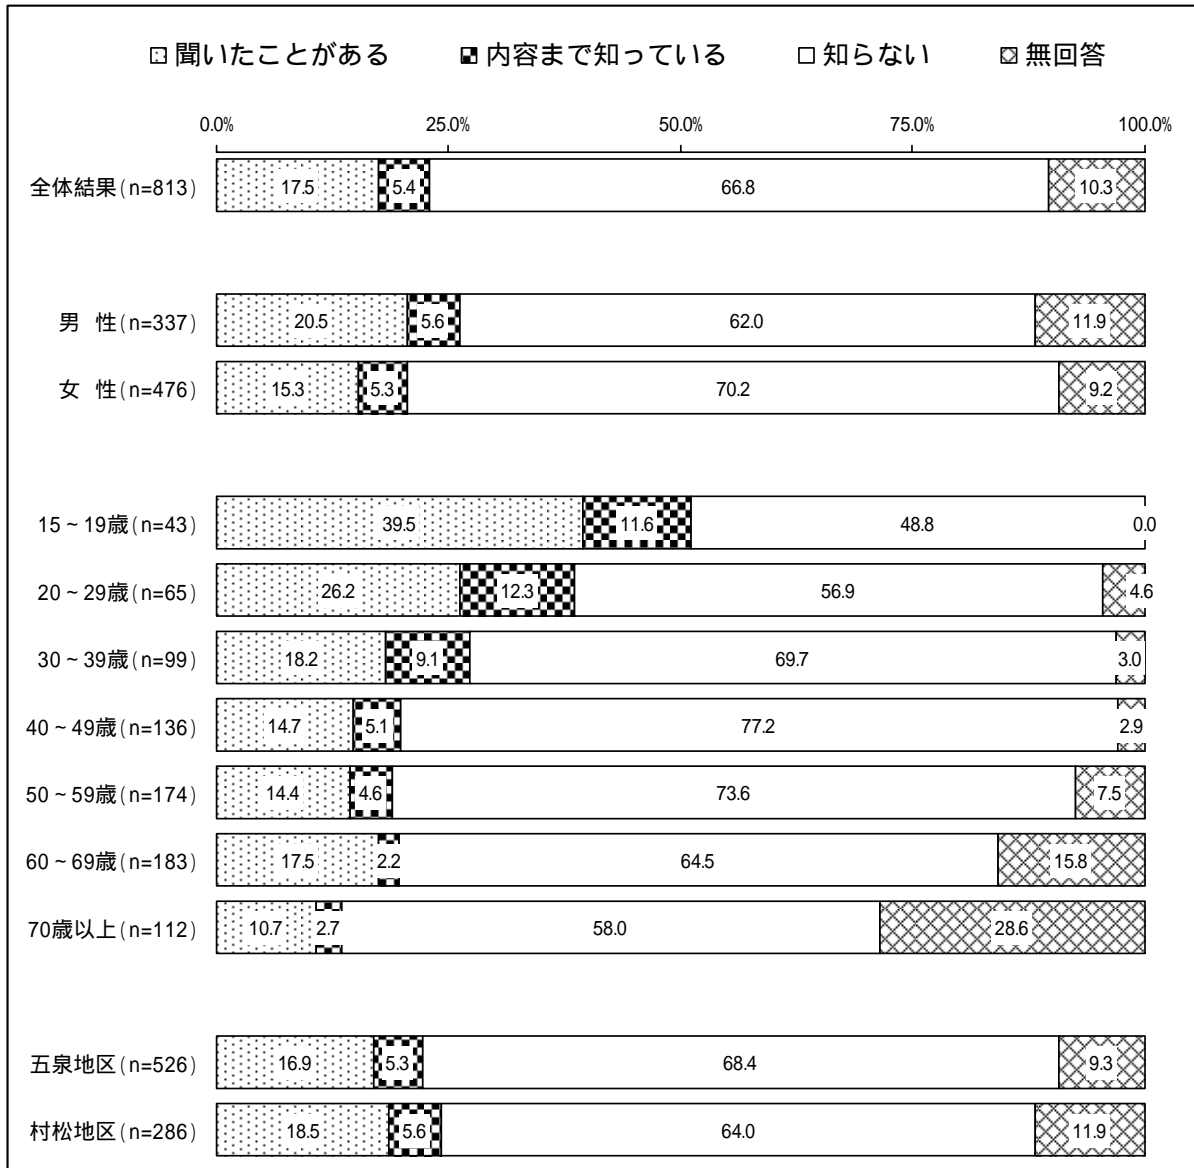 聞いたことがある 内容まで知っている 知らない 無回答
0.0% 25.0% 50.0% 75.0% 100.0%
全体結果(n=813) 17.5 5.4 66.8 10.3
男 性(n=337) 20.5 5.6 62.0 11.9
女 性(n=476) 15.3 5.3 70.2 9.2
15~19歳(n=43) 39.5 11.6 48.8 0.0
20~29歳(n=65) 26.2 12.3 56.9 4.6
30~39歳(n=99) 18.2 9.1 69.7 3.0
40~49歳(n=136) 14.7 5.1 77.2 2.9
50~59歳(n=174) 14.4 4.6 73.6 7.5
60~69歳(n=183) 17.5 2.2 64.5 15.8
70歳以上(n=112) 10.7 2.7 58.0 28.6
五泉地区(n=526) 16.9 5.3 68.4 9.3
村松地区(n=286) 18.5 5.6 64.0 11.9